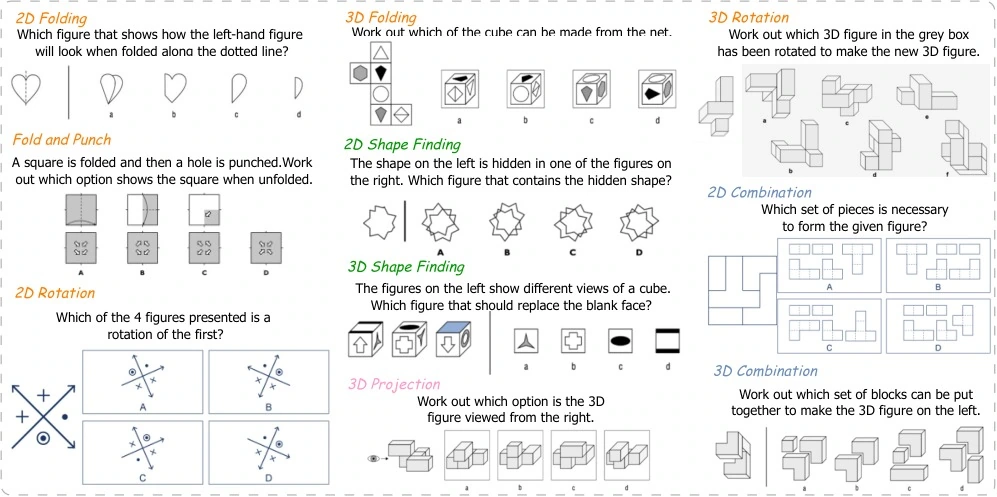 2D Folding
Which figure that shows how the left-hand figure
will look when folded along the dotted line?
a
b
c
d
Fold and Punch
A square is folded and then a hole is punched.Work
out which option shows the square when unfolded.
A
B
C
D
2D Rotation
Which of the 4 figures presented is a
rotation of the first?
A
B
C
D
3D Folding
Work out which of the cube can be made from the net.
a
b
c
d
2D Shape Finding
The shape on the left is hidden in one of the figures on
the right. Which figure that contains the hidden shape?
A
B
C
D
3D Shape Finding
The figures on the left show different views of a cube.
Which figure that should replace the blank face?
a
b
c
d
3D Projection
Work out which option is the 3D
figure viewed from the right.
a
b
c
d
3D Rotation
Work out which 3D figure in the grey box
has been rotated to make the new 3D figure.
a
c
e
b
d
f
2D Combination
Which set of pieces is necessary
to form the given figure?
A
B
C
D
3D Combination
Work out which set of blocks can be put
together to make the 3D figure on the left.
a
b
c
d